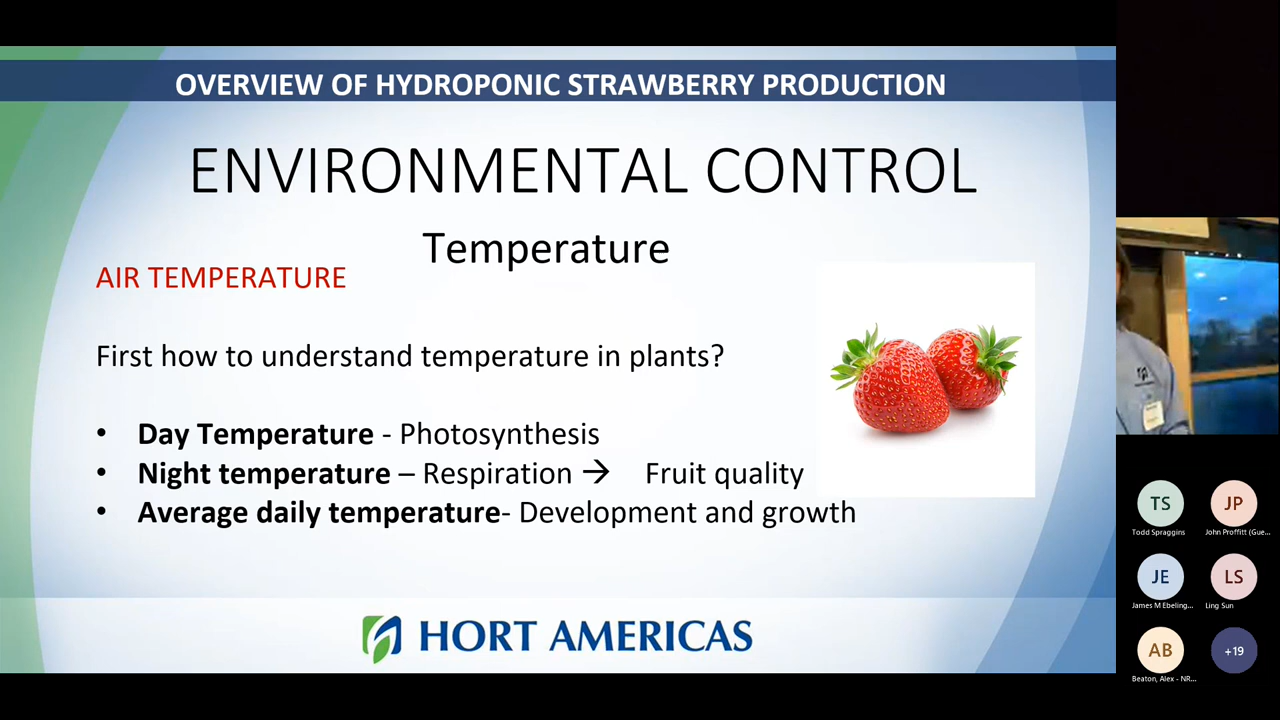 OVERVIEW OF HYDROPONIC STRAWBERRY PRODUCTION
ENVIRONMENTAL CONTROL
Temperature
AIR TEMPERATURE
First how to understand temperature in plants?
• Day Temperature - Photosynthesis
• Night temperature – Respiration → Fruit quality
• Average daily temperature- Development and growth
HORT AMERICAS
TS
Todd Spraggins
JP
John Proffitt (Gue...
JE
James M Ebeling...
LS
Ling Sun
AB
Beaton, Alex - NR...
+19